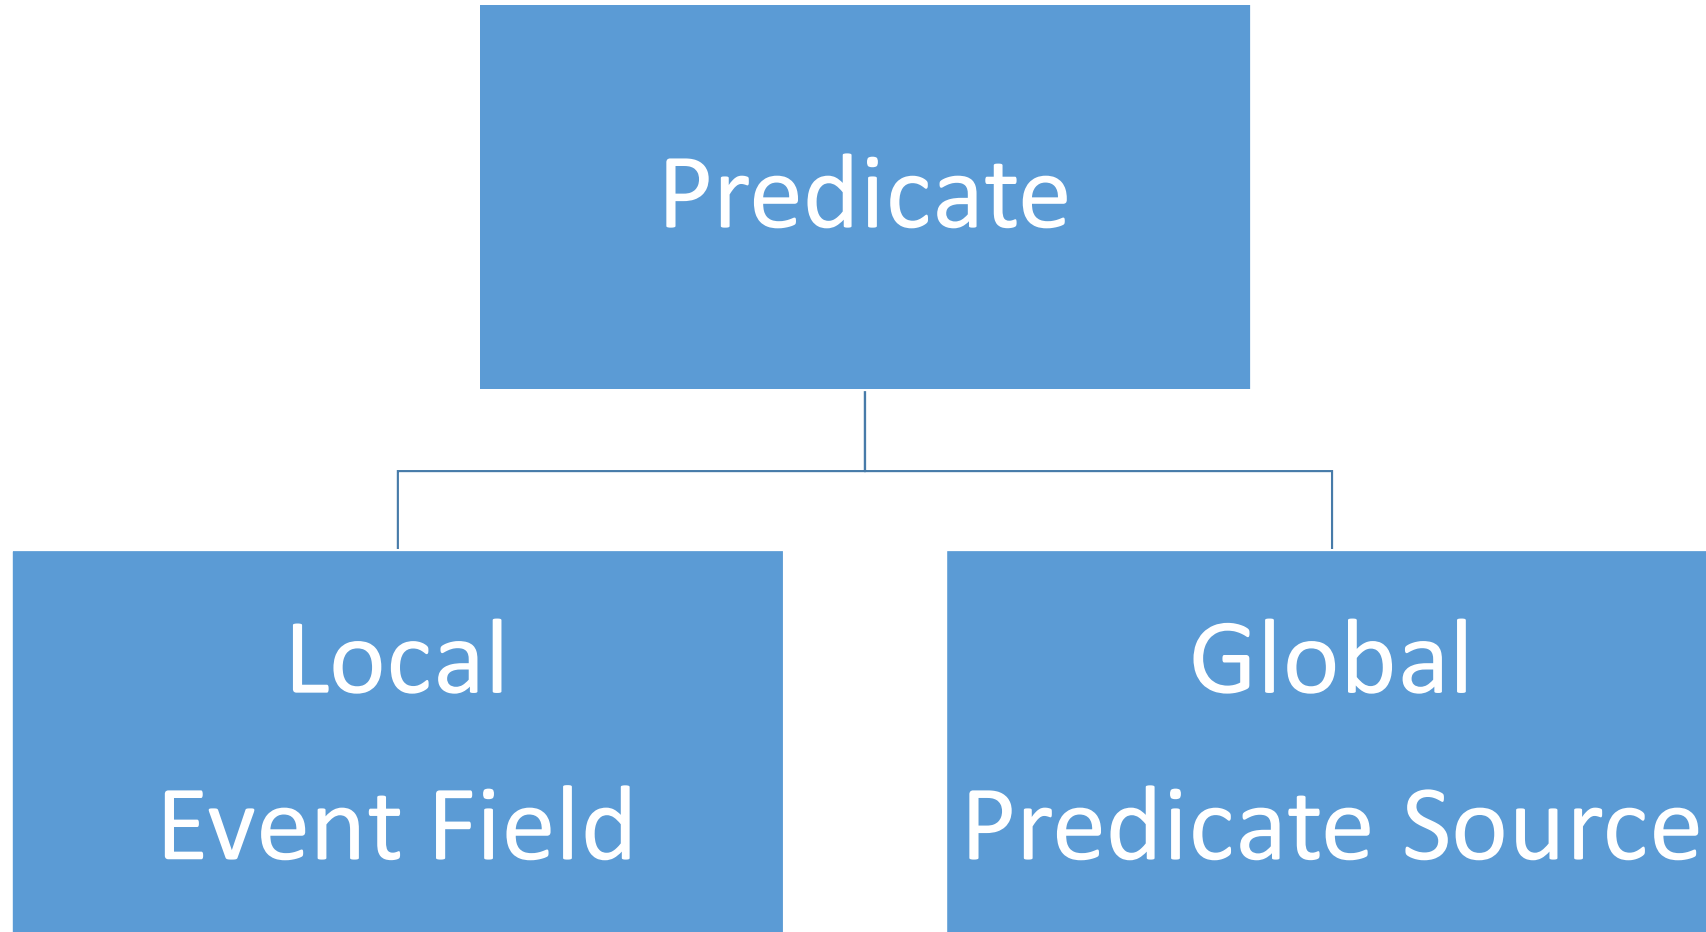 Predicate
Local
Event Field
Global
Predicate Source